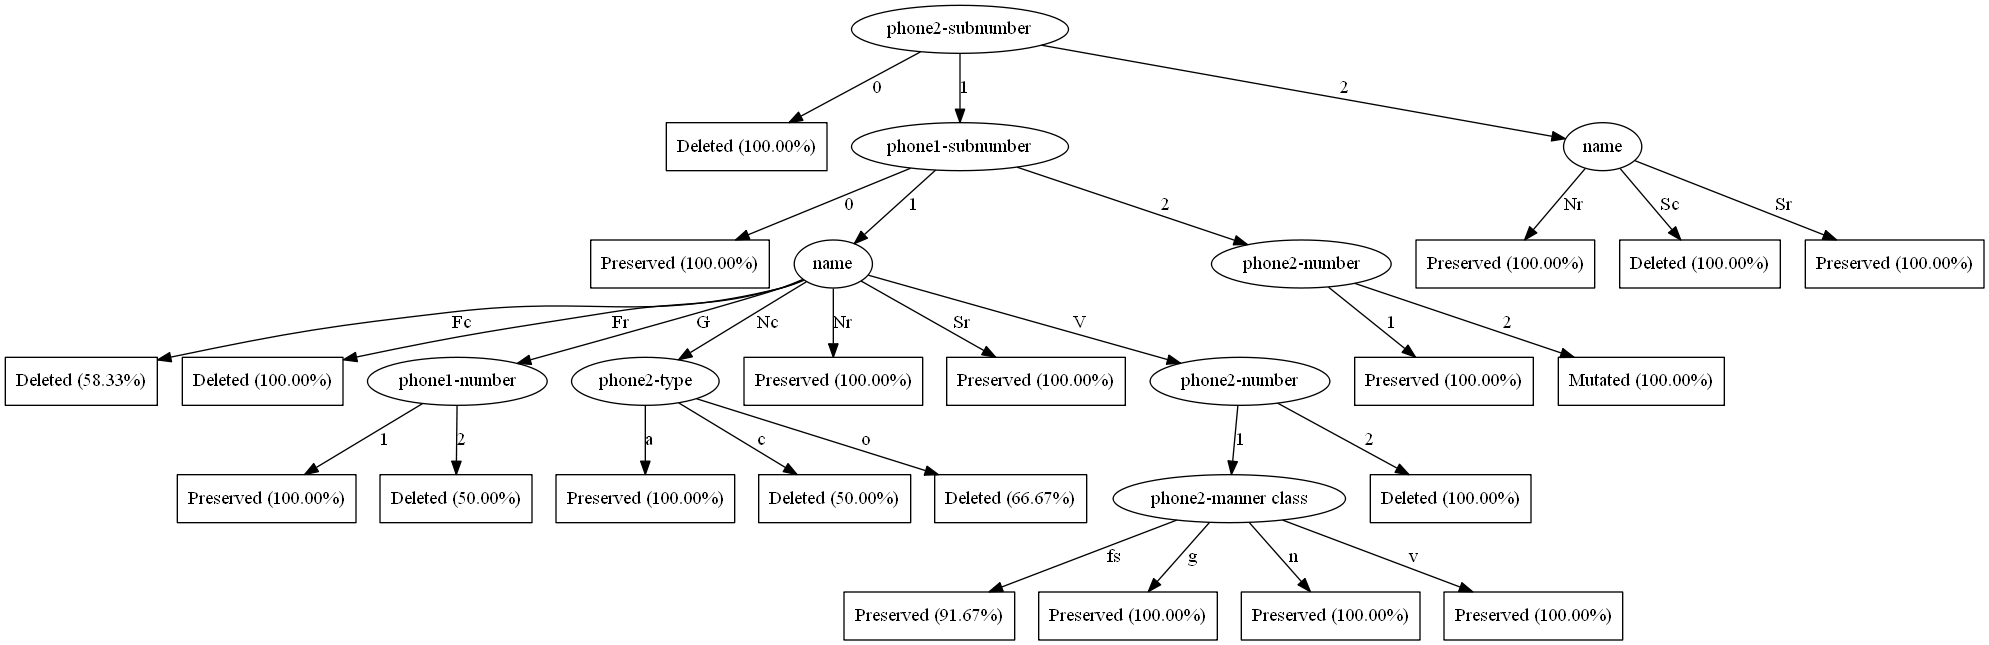 phone2-subnumber
0
1
2
Deleted (100.00%)
phone1-subnumber
name
0
1
2
Nr
Sc
Sr
Preserved (100.00%)
name
phone2-number
Preserved (100.00%)
Deleted (100.00%)
Preserved (100.00%)
Fc
Fr
G
Nc
Nr
Sr
V
1
2
Deleted (58.33%)
Deleted (100.00%)
phone1-number
phone2-type
Preserved (100.00%)
Preserved (100.00%)
phone2-number
Preserved (100.00%)
Mutated (100.00%)
1
2
a
c
o
1
2
Preserved (100.00%)
Deleted (50.00%)
Preserved (100.00%)
Deleted (50.00%)
Deleted (66.67%)
phone2-manner class
Deleted (100.00%)
fs
g
n
v
Preserved (91.67%)
Preserved (100.00%)
Preserved (100.00%)
Preserved (100.00%)